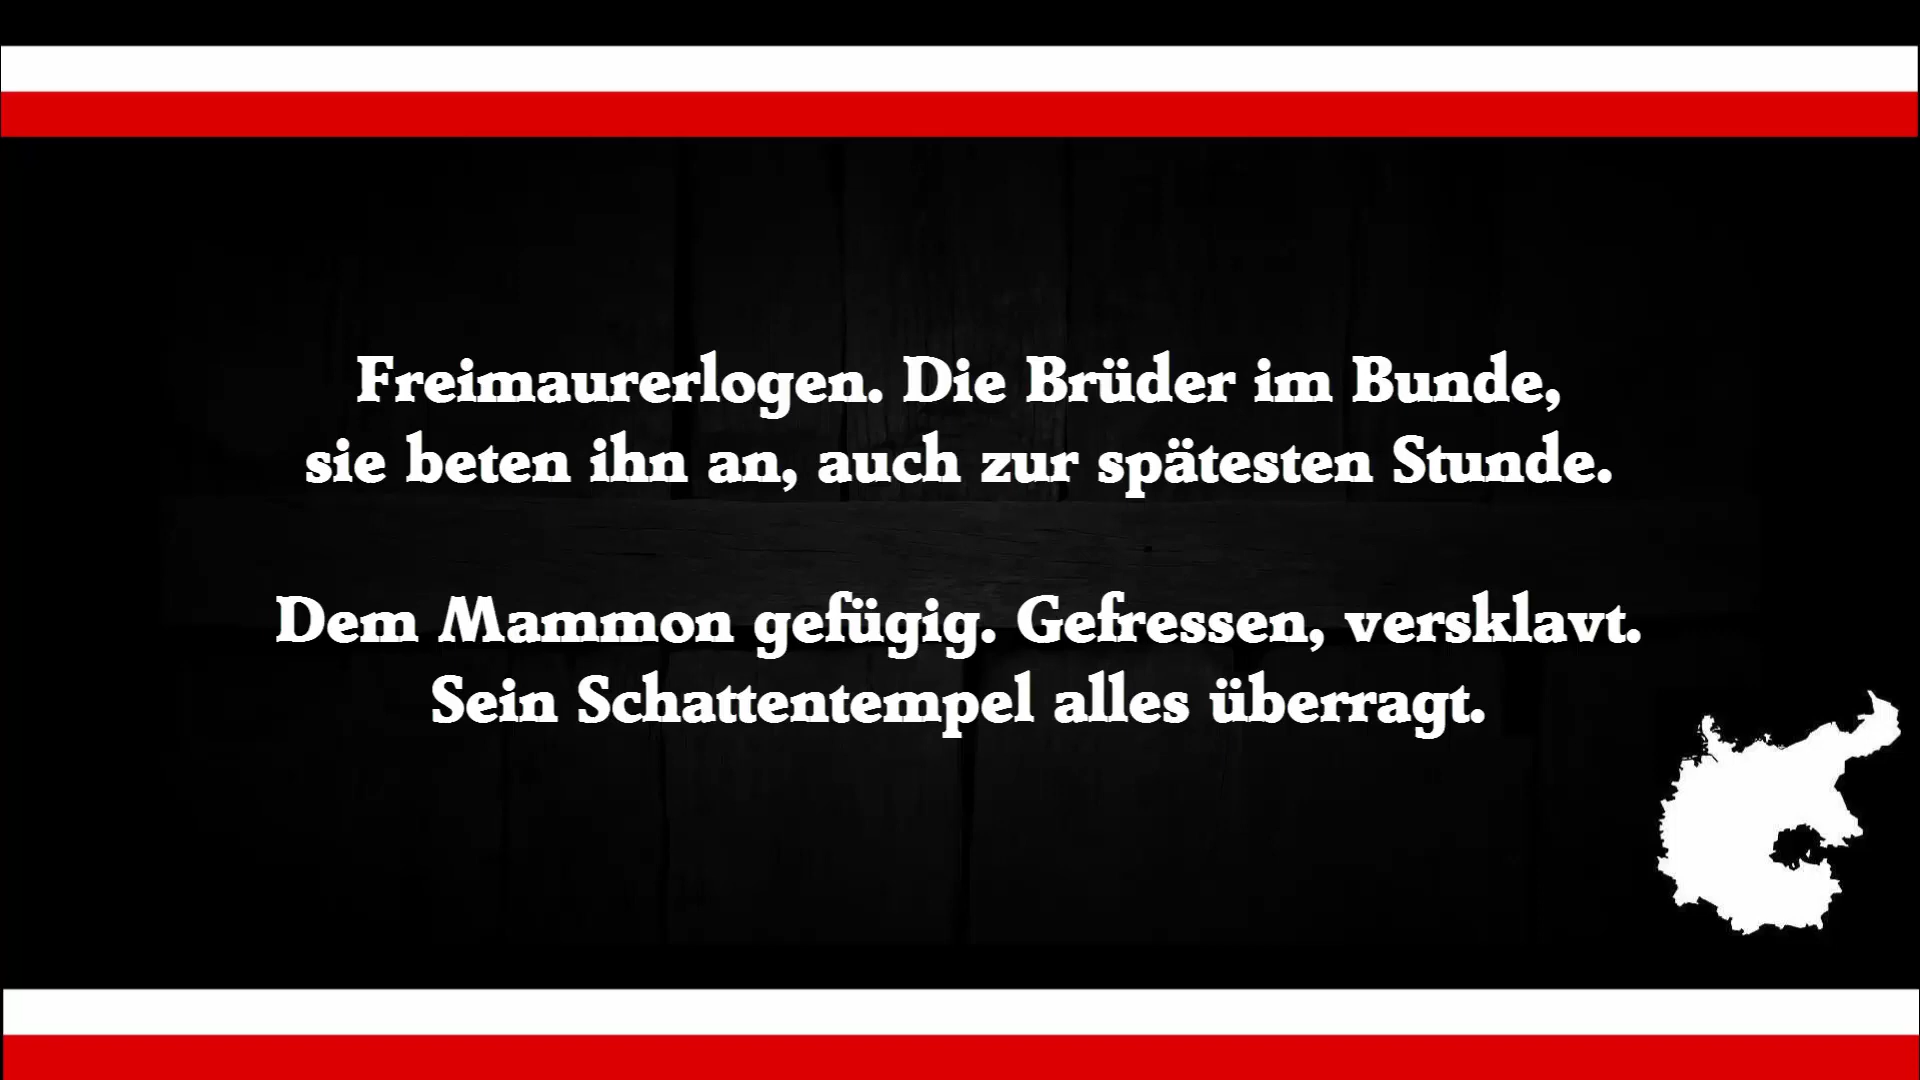 Freimaurerlogen. Die Brüder im Bunde,
sie beten ihn an, auch zur spätesten Stunde.
Dem Mammon gefügig. Gefressen, versklavt.
Sein Schattentempel alles überragt.